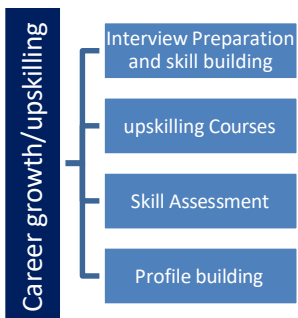 Career growth/upskilling
Interview Preparation
and skill building
upskilling Courses
Skill Assessment
Profile building